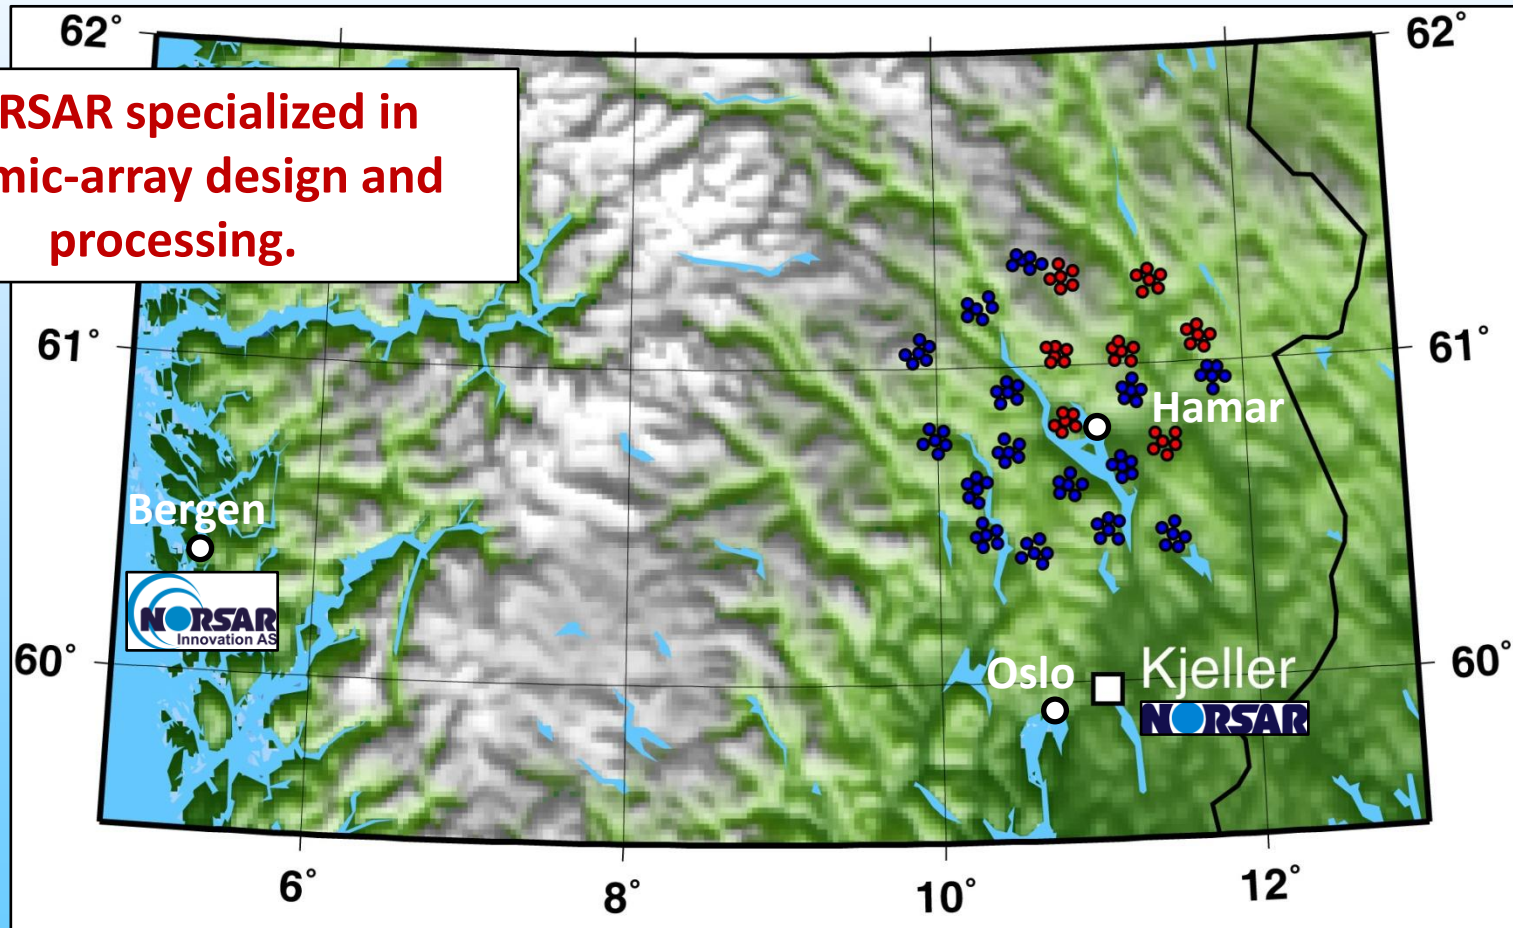 62° 62°
RSAR specialized in
mic-array design and
processing.
61° 61°
Hamar
Bergen
NORSAR
Innovation AS
60° 60°
Oslo Kjeller
NORSAR
6° 8° 10° 12°